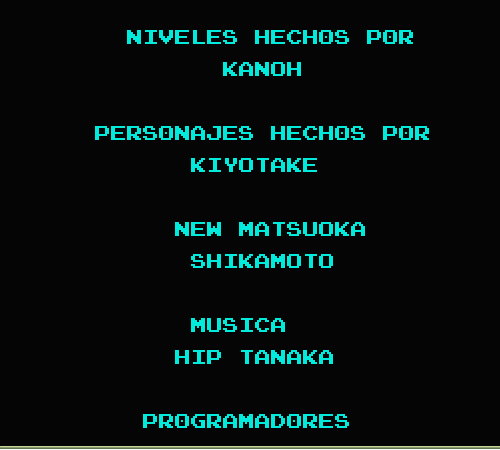 NIVELES HECHOS POR
KANOH
PERSONAJES HECHOS POR
KIYOTAKE
NEW MATSUOKA
SHIKAMOTO
MUSICA
HIP TANAKA
PROGRAMADORES